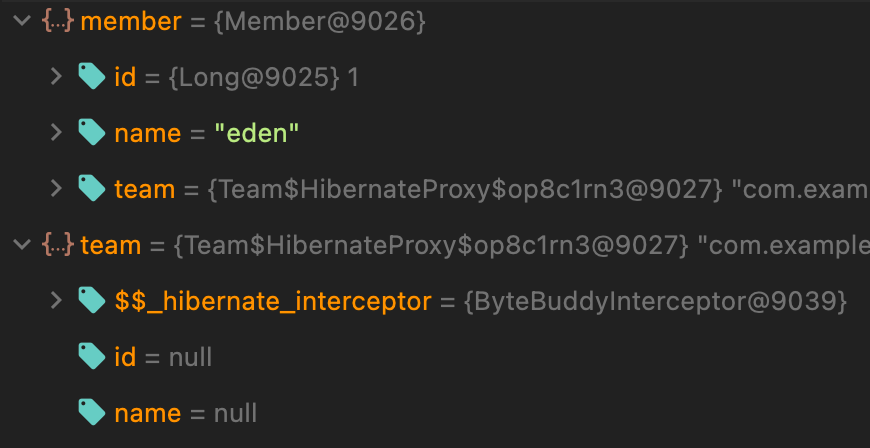 {...} member = {Member@9026}
id = {Long@9025} 1
name = "eden"
team = {Team$HibernateProxy$op8c1rn3@9027} "com.exam
{...} team = {Team$HibernateProxy$op8c1rn3@9027} "com.example
$$_hibernate_interceptor = {ByteBuddyInterceptor@9039}
id = null
name = null